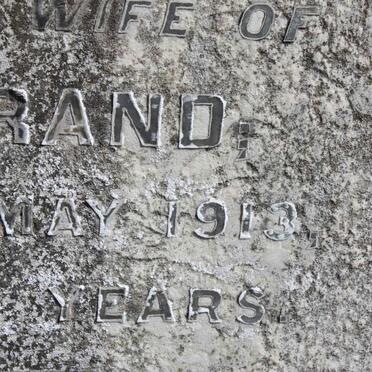 WIFE OF
RAND;
MAY 1913,
YEARS.